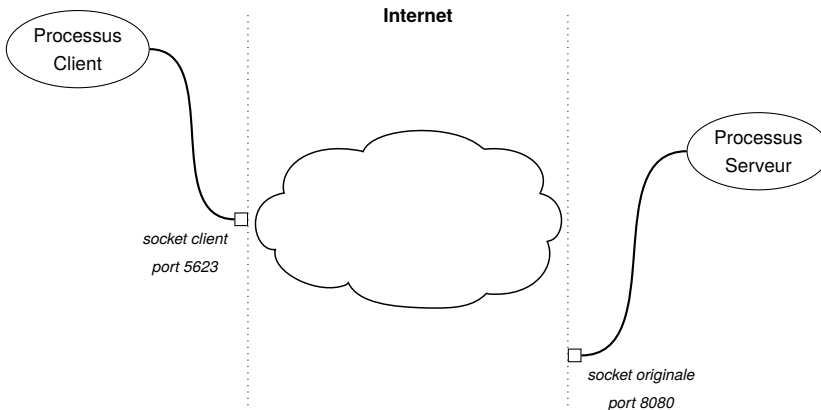 Internet
Processus
Client
Processus
Serveur
socket client
port 5623
socket originale
port 8080